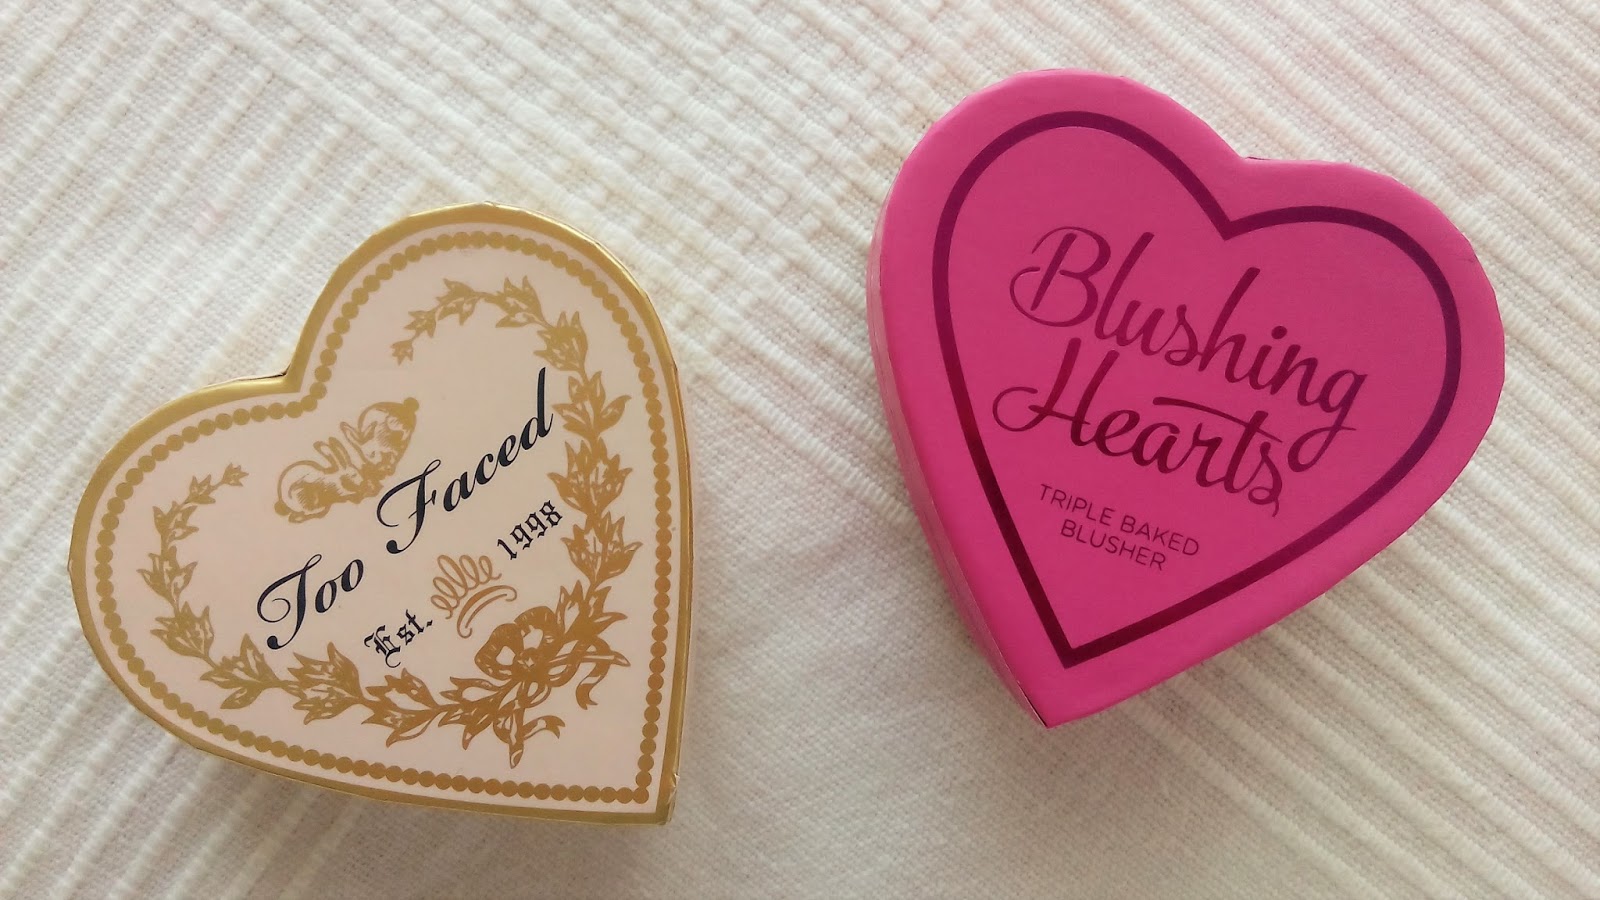 Too Faced
Est. 1998
Blushing
Hearts
TRIPLE BAKED
BLUSHER